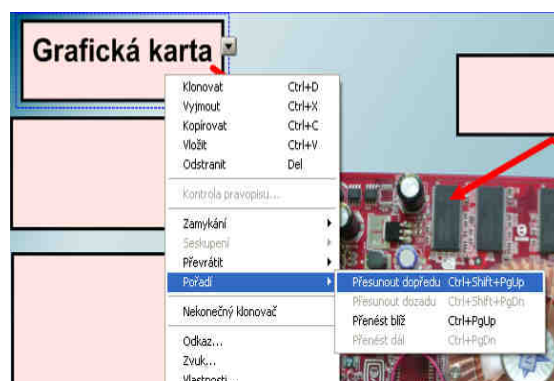 Grafická karta
Klonovat Ctrl+D
Vyjmout Ctrl+X
Kopírovat Ctrl+C
Vložit Ctrl+V
Odstranit Del
Kontrola pravopisu...
Zamykání
Seskupení
Převrátit
Pořadí
Přesunout dopředu Ctrl+Shift+PgUp
Přesunout dozadu Ctrl+Shift+PgDn
Přenést blíž Ctrl+PgUp
Přenést dál Ctrl+PgDn
Nekonečný klonovač
Odkaz...
Zvuk...
Vlastnosti...